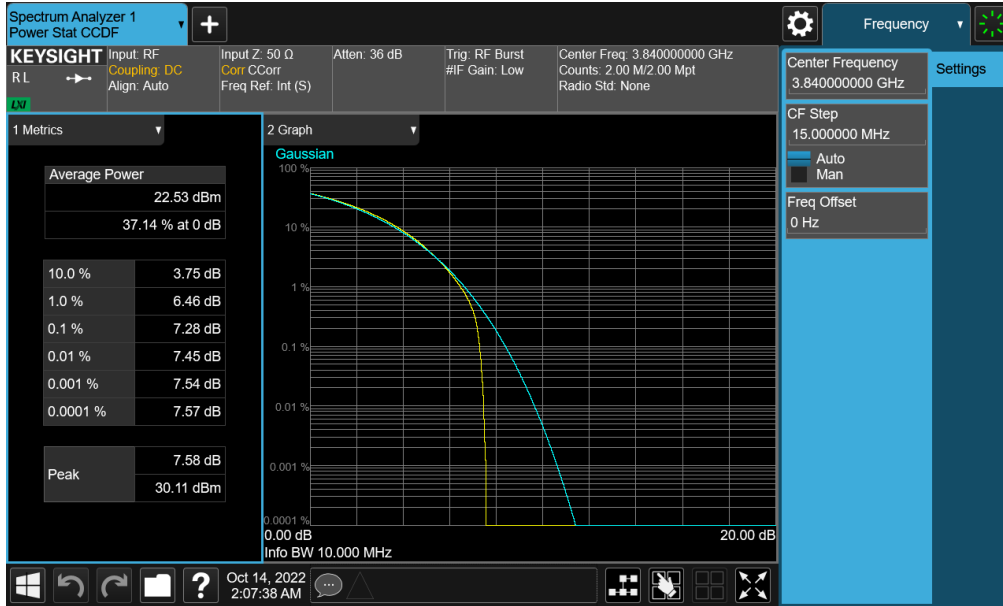 Spectrum Analyzer 1
Power Stat CCDF
Frequency
KEYSIGHT
R L
LXI
Input: RF
Coupling: DC
Align: Auto
Input Z: 50 Ω
Corr CCorr
Freq Ref: Int (S)
Atten: 36 dB
Trig: RF Burst
#IF Gain: Low
Center Freq: 3.840000000 GHz
Counts: 2.00 M/2.00 Mpt
Radio Std: None
Center Frequency
3.840000000 GHz
Settings
CF Step
15.000000 MHz
Auto
Man
Freq Offset
0 Hz
1 Metrics
Average Power
22.53 dBm
37.14 % at 0 dB
10.0 % 3.75 dB
1.0 % 6.46 dB
0.1 % 7.28 dB
0.01 % 7.45 dB
0.001 % 7.54 dB
0.0001 % 7.57 dB
Peak
7.58 dB
30.11 dBm
2 Graph
Gaussian
100 %
10 %
1 %
0.1 %
0.01 %
0.001 %
0.0001 %
0.00 dB 20.00 dB
Info BW 10.000 MHz
?
Oct 14, 2022
2:07:38 AM